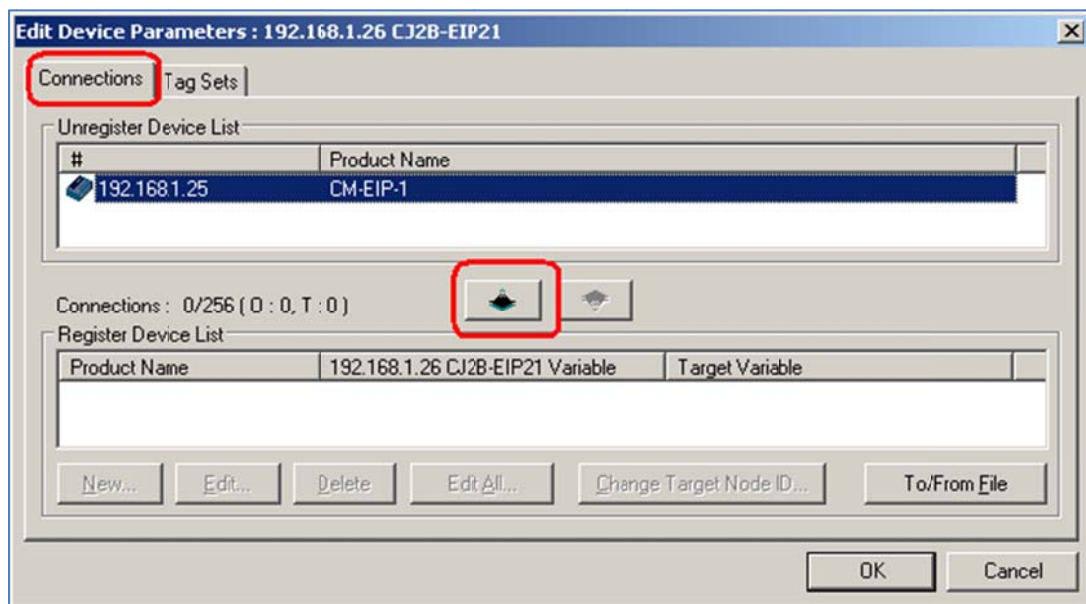 Edit Device Parameters : 192.168.1.26 CJ2B-EIP21
Connections Tag Sets
Unregister Device List
# Product Name
192.168.1.25 CM-EIP-1
Connections : 0/256 ( O : 0, T : 0 )
Register Device List
Product Name 192.168.1.26 CJ2B-EIP21 Variable Target Variable
New... Edit... Delete Edit All... Change Target Node ID... To/From File
OK Cancel